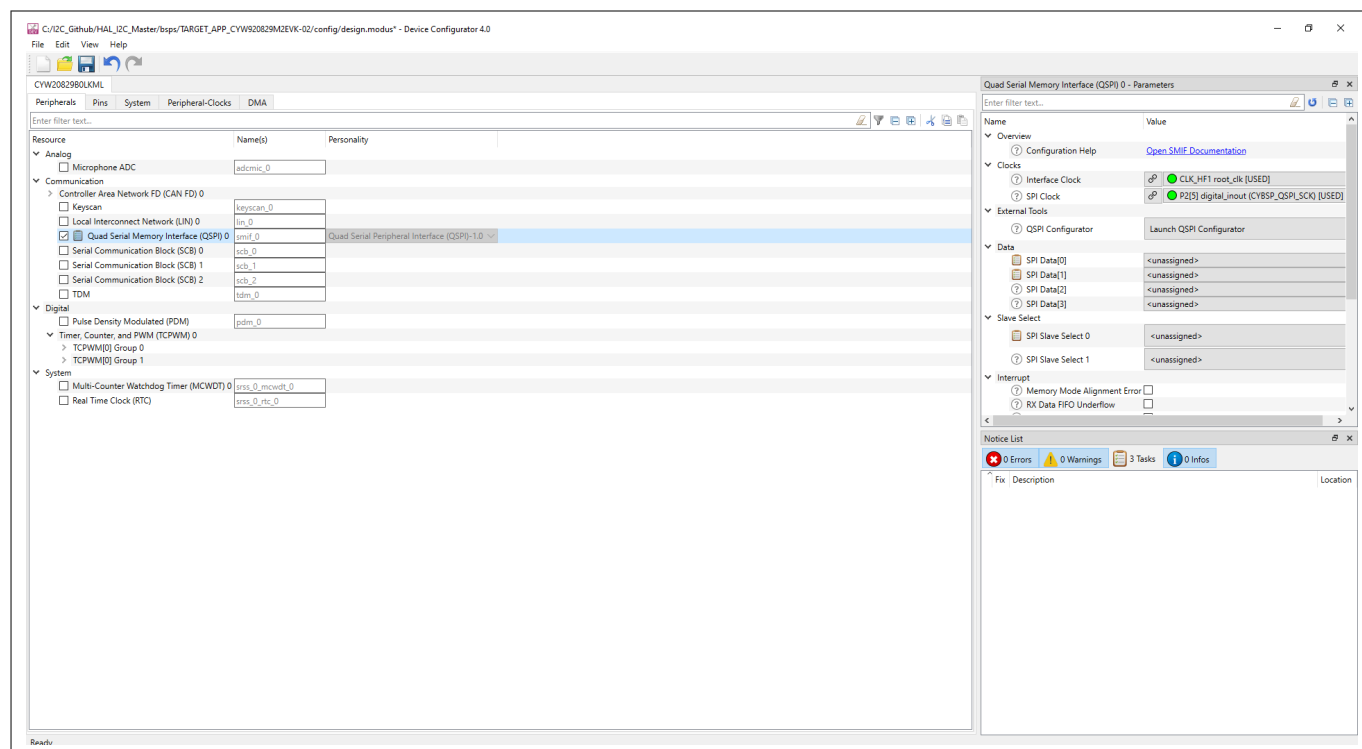 C:/I2C_Github/HAL_I2C_Master/bsps/TARGET_APP_CYW920829M2EVK-02/config/design.modus* - Device Configurator 4.0
File Edit View Help
CYW20829B0LKML
Peripherals Pins System Peripheral-Clocks DMA
Enter filter text...
Resource Name(s) Personality
Analog
Microphone ADC adcmic_0
Communication
Controller Area Network FD (CAN FD) 0
Keyscan keyscan_0
Local Interconnect Network (LIN) 0 lin_0
Quad Serial Memory Interface (QSPI) 0 smif_0 Quad Serial Peripheral Interface (QSPI)-1.0
Serial Communication Block (SCB) 0 scb_0
Serial Communication Block (SCB) 1 scb_1
Serial Communication Block (SCB) 2 scb_2
TDM tdm_0
Digital
Pulse Density Modulated (PDM) pdm_0
Timer, Counter, and PWM (TCPWM) 0
TCPWM[0] Group 0
TCPWM[0] Group 1
System
Multi-Counter Watchdog Timer (MCWDT) 0 srss_0_mcwdt_0
Real Time Clock (RTC) srss_0_rtc_0
Quad Serial Memory Interface (QSPI) 0 - Parameters
Enter filter text...
Name Value
Overview
Configuration Help Open SMIF Documentation
Clocks
Interface Clock CLK_HF1 root_clk [USED]
SPI Clock P2[5] digital_inout (CYBSP_QSPI_SCK) [USED]
External Tools
QSPI Configurator Launch QSPI Configurator
Data
SPI Data[0] <unassigned>
SPI Data[1] <unassigned>
SPI Data[2] <unassigned>
SPI Data[3] <unassigned>
Slave Select
SPI Slave Select 0 <unassigned>
SPI Slave Select 1 <unassigned>
Interrupt
Memory Mode Alignment Error
RX Data FIFO Underflow
Notice List
0 Errors 0 Warnings 3 Tasks 0 Infos
Fix Description Location
Ready